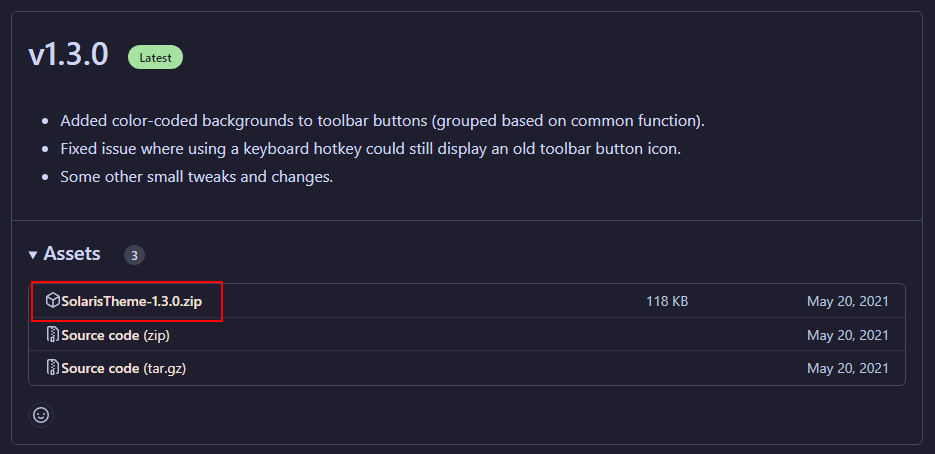 v1.3.0 Latest
Added color-coded backgrounds to toolbar buttons (grouped based on common function).
Fixed issue where using a keyboard hotkey could still display an old toolbar button icon.
Some other small tweaks and changes.
Assets 3
SolarisTheme-1.3.0.zip 118 KB May 20, 2021
Source code (zip) May 20, 2021
Source code (tar.gz) May 20, 2021